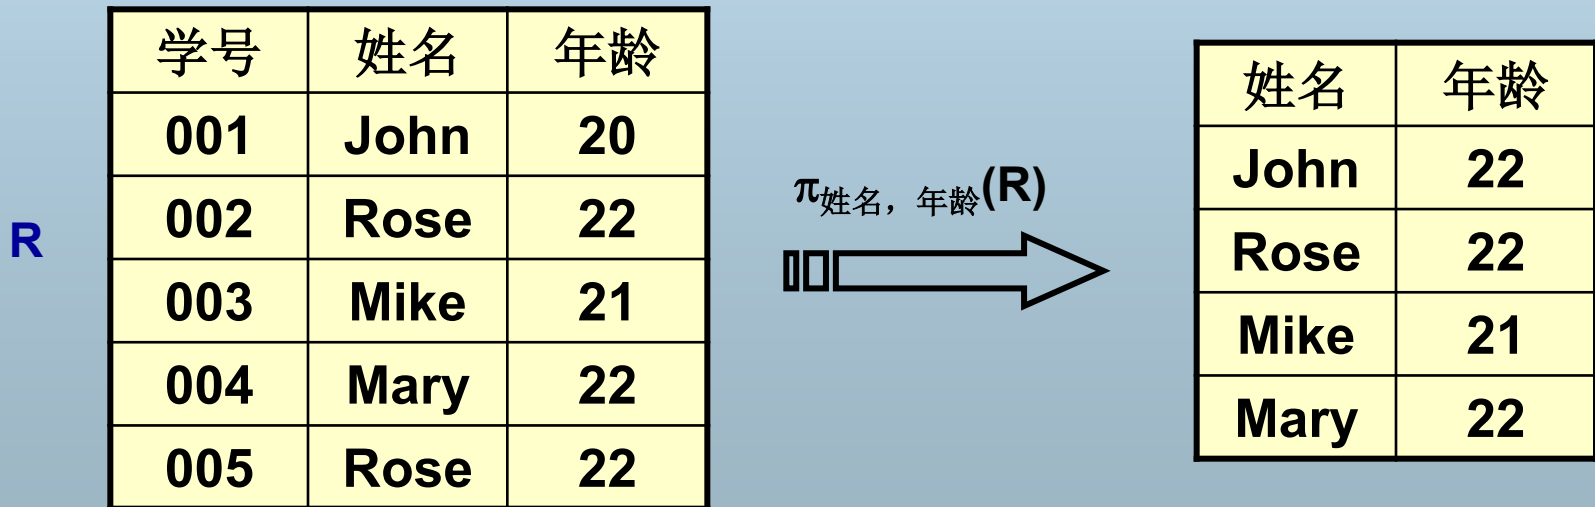 学号 姓名 年龄
001 John 20
002 Rose 22
003 Mike 21
004 Mary 22
005 Rose 22
R
π姓名，年龄(R)
姓名 年龄
John 22
Rose 22
Mike 21
Mary 22